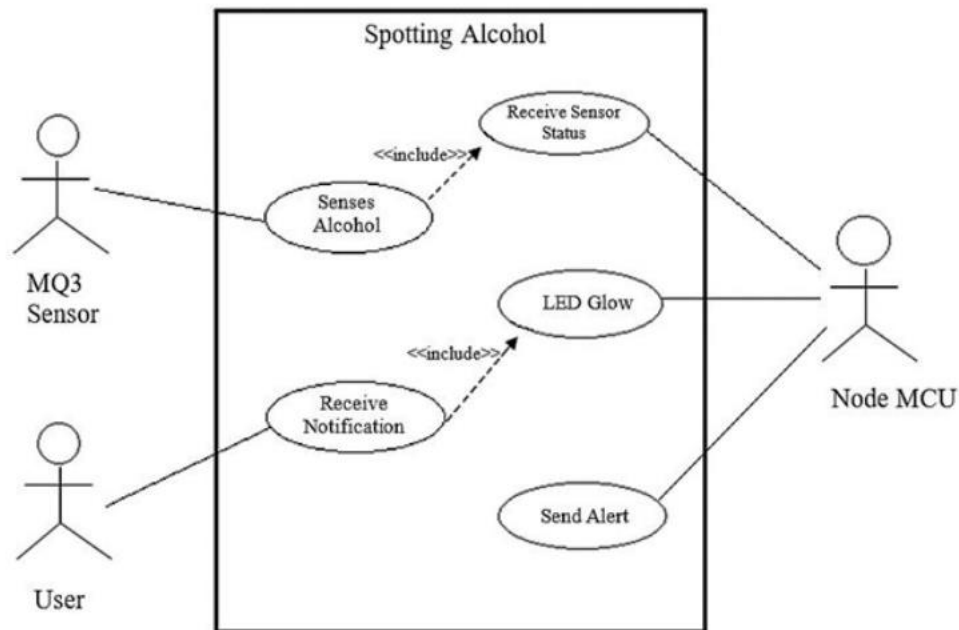 Spotting Alcohol
Receive Sensor
Status
<<include>>
Senses
Alcohol
MQ3
Sensor
LED Glow
<<include>>
Receive
Notification
Node MCU
Send Alert
User